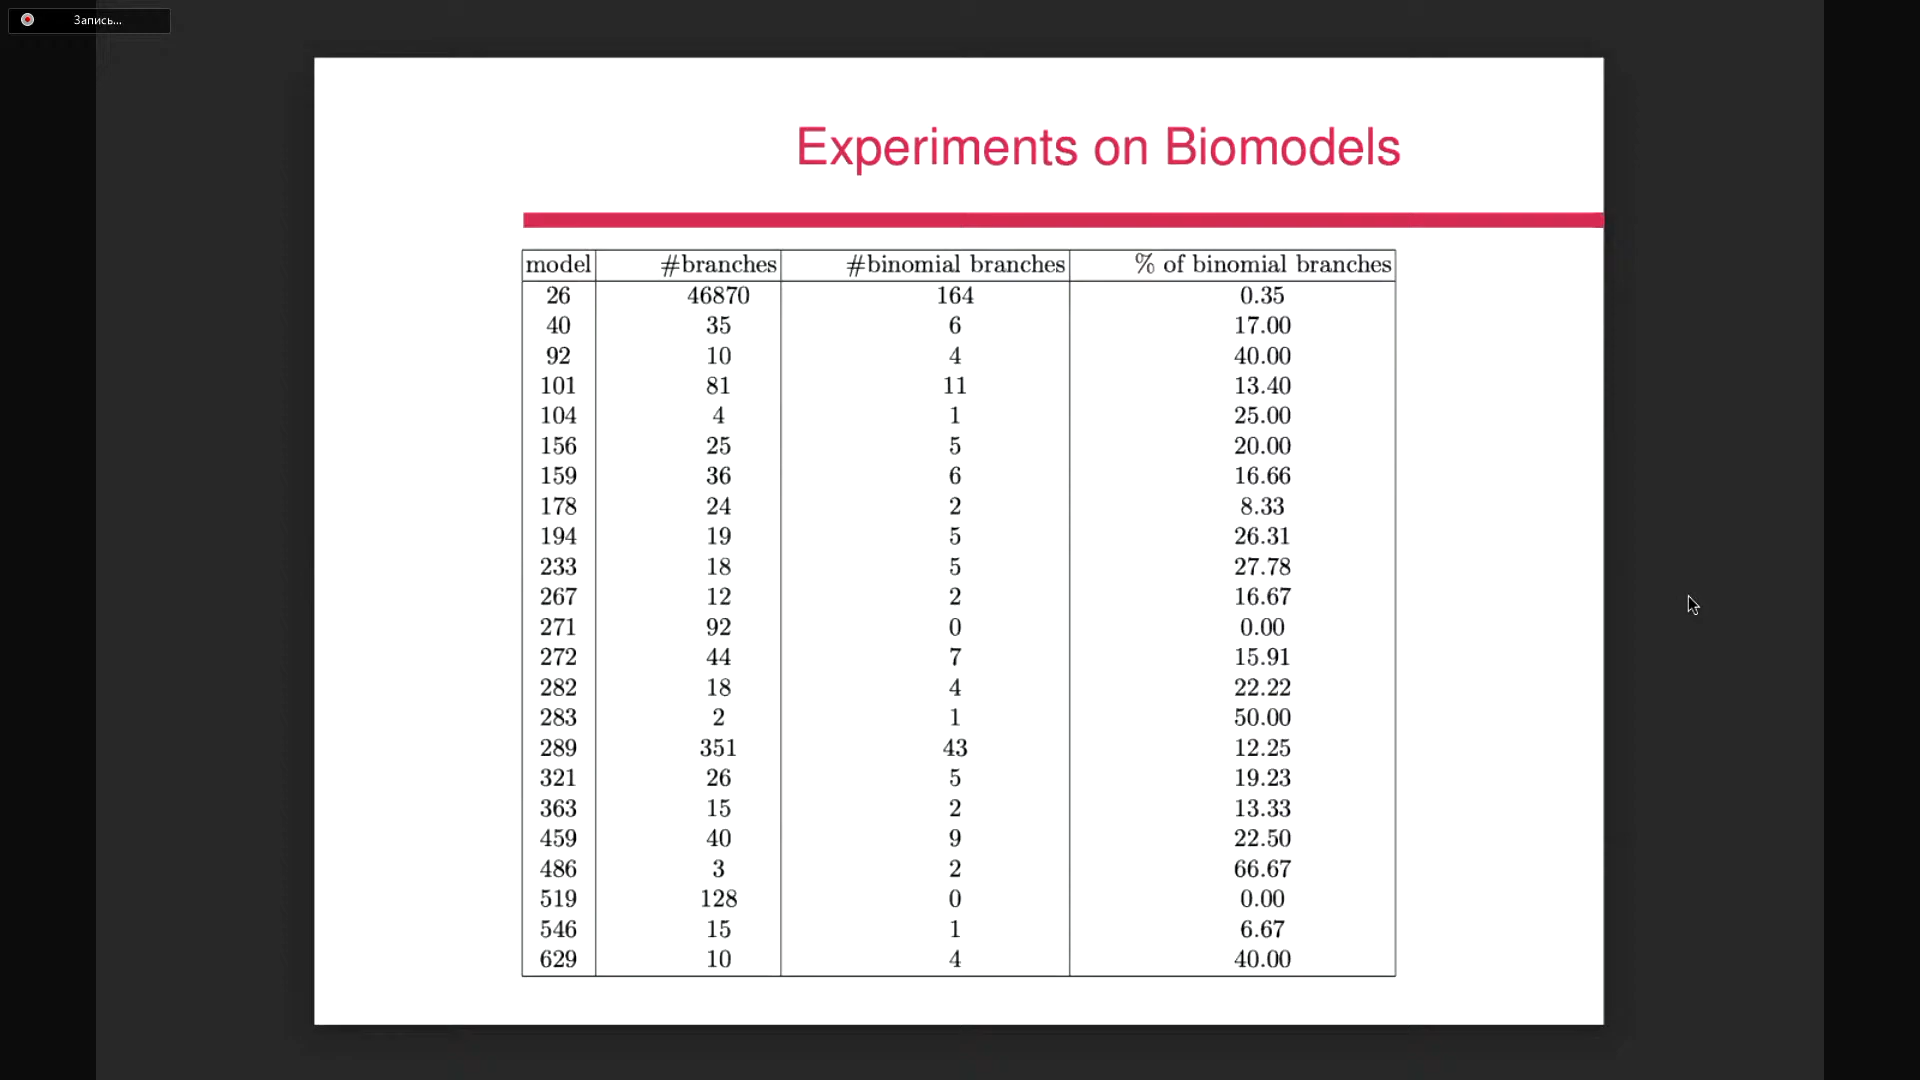 Запись...
Experiments on Biomodels
model #branches #binomial branches % of binomial branches
26 46870 164 0.35
40 35 6 17.00
92 10 4 40.00
101 81 11 13.40
104 4 1 25.00
156 25 5 20.00
159 36 6 16.66
178 24 2 8.33
194 19 5 26.31
233 18 5 27.78
267 12 2 16.67
271 92 0 0.00
272 44 7 15.91
282 18 4 22.22
283 2 1 50.00
289 351 43 12.25
321 26 5 19.23
363 15 2 13.33
459 40 9 22.50
486 3 2 66.67
519 128 0 0.00
546 15 1 6.67
629 10 4 40.00